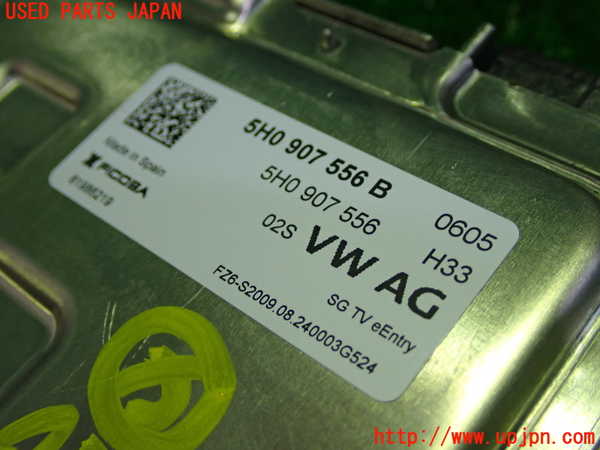 USED PARTS JAPAN
5H0 907 556 B
0605
5H0 907 556
H33
02S
VW AG
SG TV eEntry
FZ6-S2009.08.240003G524
Made in Spain
FICOSA
http://www.upjpn.com